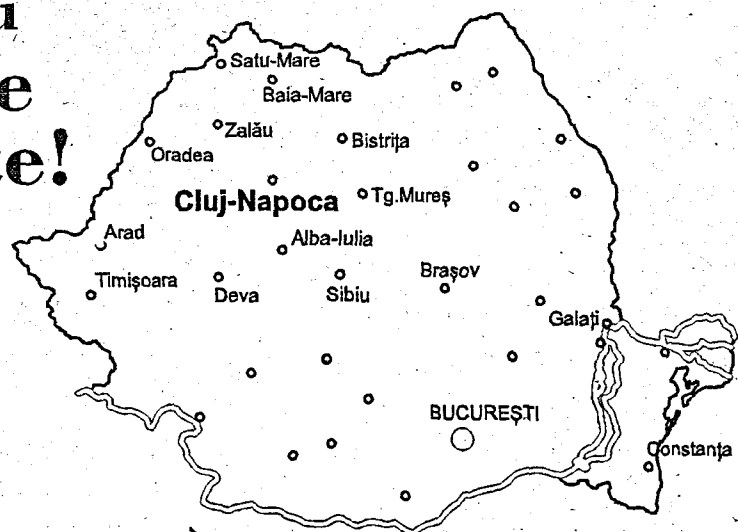 Satu-Mare
Baia-Mare
Zalău
Bistrița
Oradea
Cluj-Napoca
Tg.Mureș
Arad
Alba-Iulia
Timișoara
Deva
Sibiu
Brașov
Galați
BUCUREȘTI
Constanța